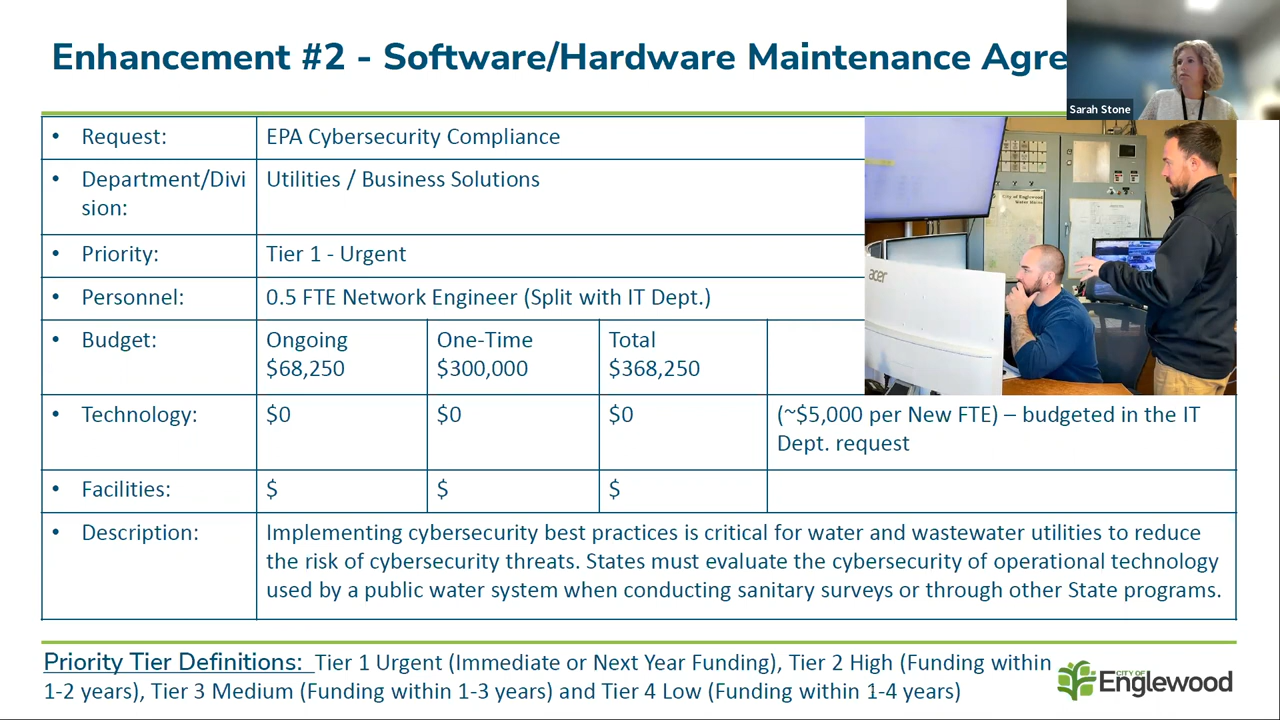 Enhancement #2 - Software/Hardware Maintenance Agre
Sarah Stone
• Request:
EPA Cybersecurity Compliance
• Department/Divi
sion:
Utilities / Business Solutions
• Priority:
Tier 1 - Urgent
• Personnel:
0.5 FTE Network Engineer (Split with IT Dept.)
• Budget:
Ongoing
$68,250
One-Time
$300,000
Total
$368,250
acer
City of Englewood
• Technology:
$0
$0
$0
(~$5,000 per New FTE) – budgeted in the IT
Dept. request
• Facilities:
$
$
$
• Description:
Implementing cybersecurity best practices is critical for water and wastewater utilities to reduce
the risk of cybersecurity threats. States must evaluate the cybersecurity of operational technology
used by a public water system when conducting sanitary surveys or through other State programs.
Priority Tier Definitions: Tier 1 Urgent (Immediate or Next Year Funding), Tier 2 High (Funding within
1-2 years), Tier 3 Medium (Funding within 1-3 years) and Tier 4 Low (Funding within 1-4 years)
CITY OF
Englewood